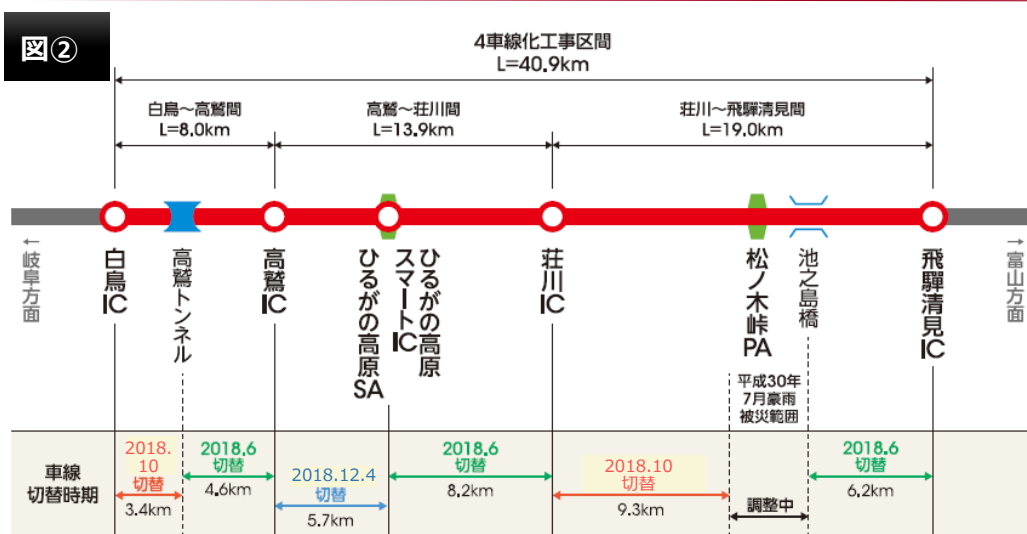 図②
4車線化工事区間
L=40.9km
白鳥～高鷲間
L=8.0km
高鷲～荘川間
L=13.9km
荘川～飛驒清見間
L=19.0km
←岐阜方面
白鳥IC
高鷲トンネル
高鷲IC
ひるがの高原SA
ひるがの高原
スマートIC
荘川IC
松ノ木峠PA
池之島橋
飛驒清見IC
→富山方面
平成30年
7月豪雨
被災範囲
車線
切替時期
2018.
10
切替
3.4km
2018.6
切替
4.6km
2018.12.4
切替
5.7km
2018.6
切替
8.2km
2018.10
切替
9.3km
調整中
2018.6
切替
6.2km